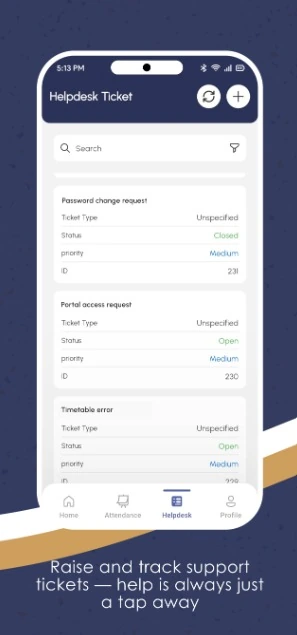 5:13 PM
Helpdesk Ticket
Search
Password change request
Ticket Type Unspecified
Status Closed
priority Medium
ID 231
Portal access request
Ticket Type Unspecified
Status Open
priority Medium
ID 230
Timetable error
Ticket Type Unspecified
Status Open
priority Medium
ID 229
Home Attendance Helpdesk Profile
Raise and track support
tickets — help is always just
a tap away